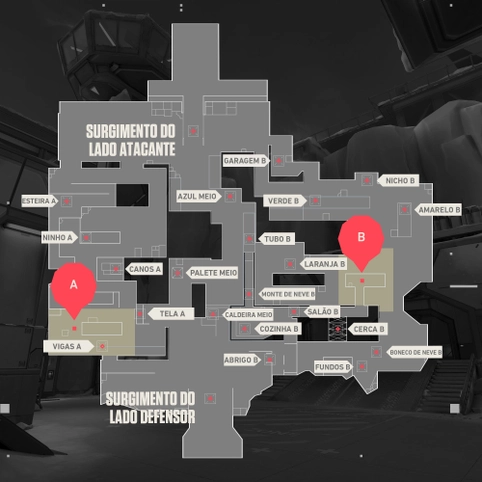 SURGIMENTO DO
LADO ATACANTE
GARAGEM B
NICHO B
ESTEIRA A
AZUL MEIO
VERDE B
AMARELO B
NINHO A
TUBO B
B
CANOS A
PALETE MEIO
LARANJA B
A
MONTE DE NEVE B
TELA A
CALDEIRA MEIO
SALÃO B
COZINHA B
CERCA B
VIGAS A
ABRIGO B
BONECO DE NEVE B
FUNDOS B
SURGIMENTO DO
LADO DEFENSOR